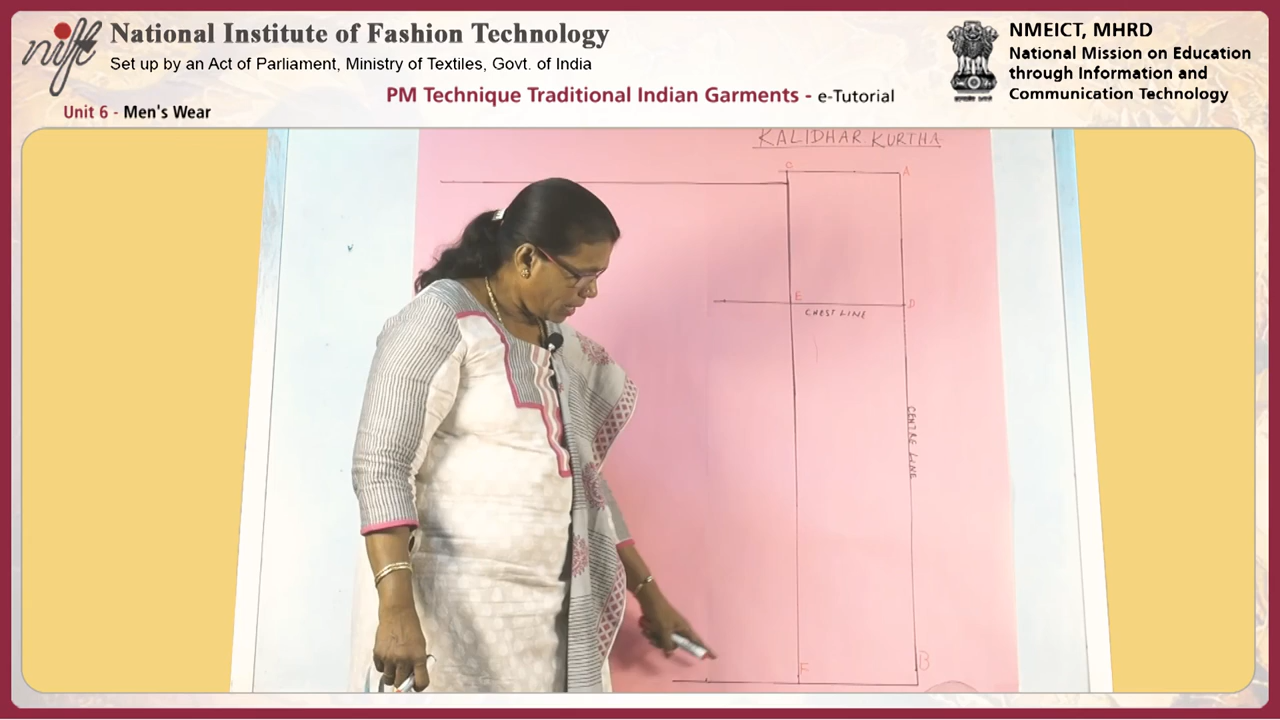 nift
National Institute of Fashion Technology
Set up by an Act of Parliament, Ministry of Textiles, Govt. of India
Unit 6 - Men's Wear
PM Technique Traditional Indian Garments - e-Tutorial
NMEICT, MHRD
National Mission on Education
through Information and
Communication Technology
KALIDHAR KURTHA
C
A
E
D
CHEST LINE
CENTRE LINE
F
B